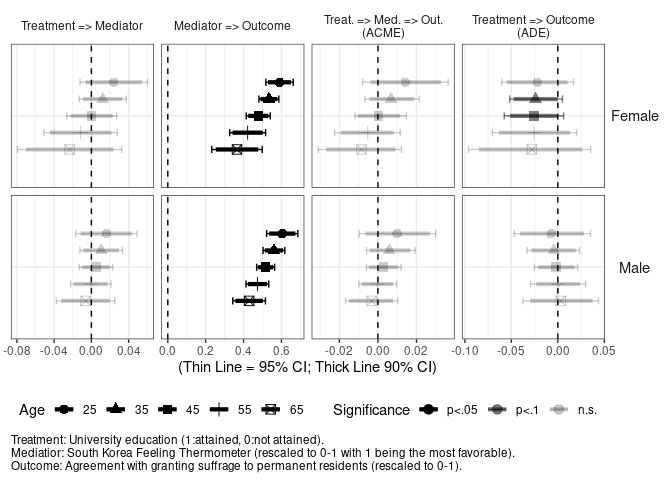 Treatment => Mediator
Mediator => Outcome
Treat. => Med. => Out.
(ACME)
Treatment => Outcome
(ADE)
Female
Male
-0.08 -0.04 0.00 0.04
0.0 0.2 0.4 0.6
-0.02 0.00 0.02
-0.10 -0.05 0.00 0.05
(Thin Line = 95% CI; Thick Line 90% CI)
Age 25 35 45 55 65 Significance p<.05 p<.1 n.s.
Treatment: University education (1:attained, 0:not attained).
Mediatior: South Korea Feeling Thermometer (rescaled to 0-1 with 1 being the most favorable).
Outcome: Agreement with granting suffrage to permanent residents (rescaled to 0-1).